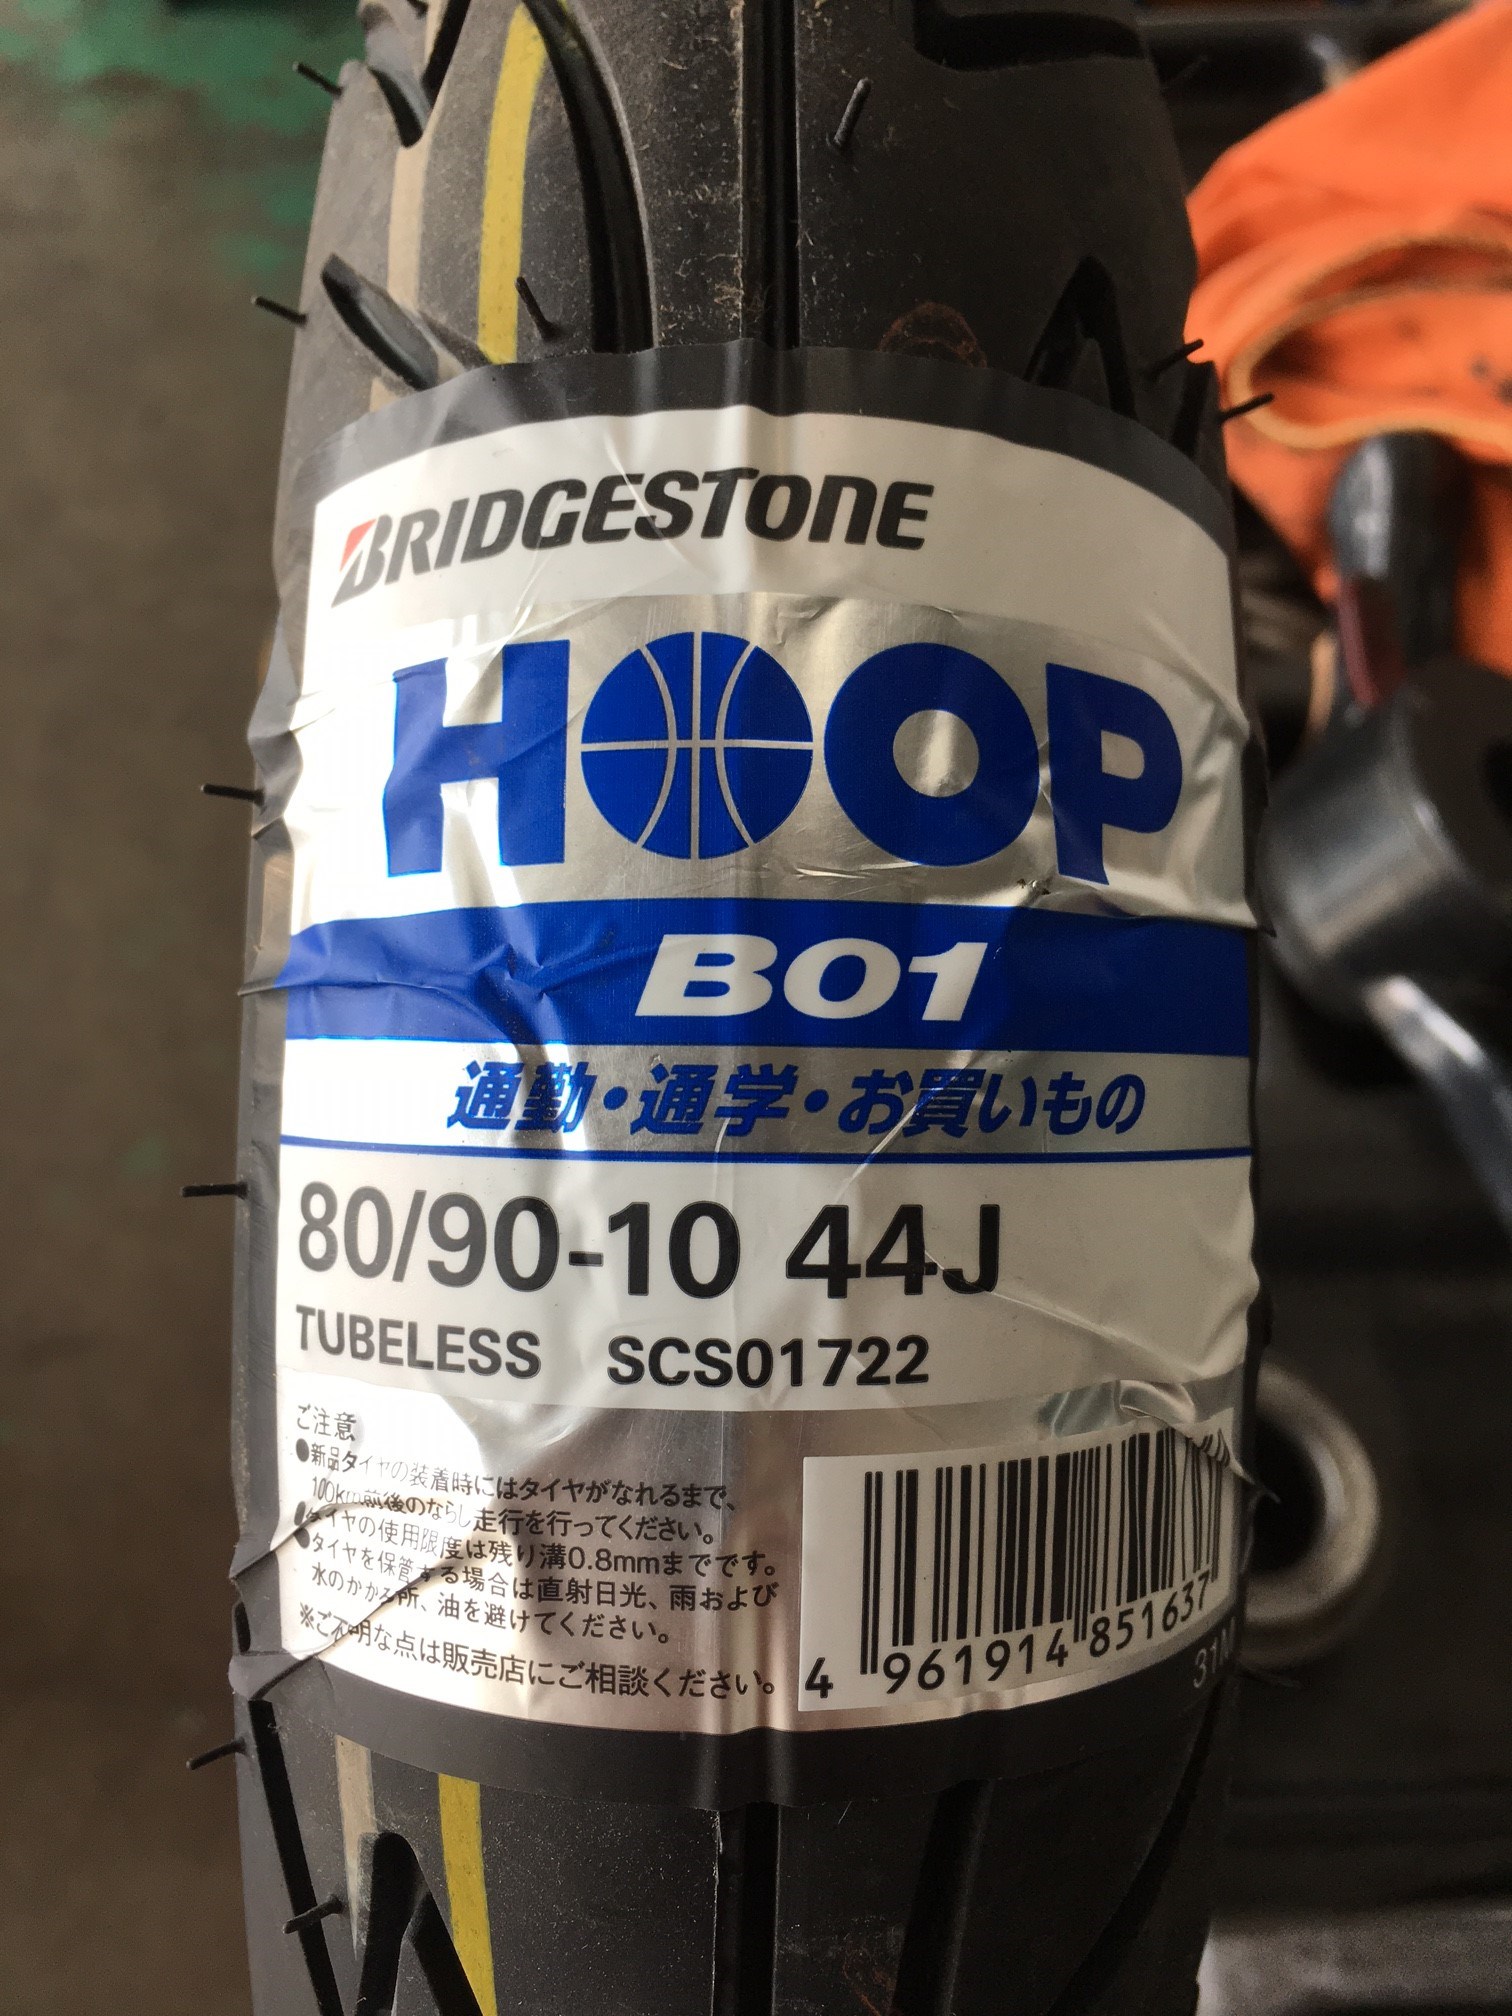 BRIDGESTONE
HOOP
B01
通勤・通学・お買いもの
80/90-10 44J
TUBELESS SCS01722
ご注意
●新品タイヤの装着時にはタイヤがなれるまで、
100km前後のならし走行を行ってください。
●タイヤの使用限度は残り溝0.8mmまでです。
●タイヤを保管する場合は直射日光、雨および
水のかかる所、油を避けてください。
※ご不明な点は販売店にご相談ください。
4 961914 851637
31M